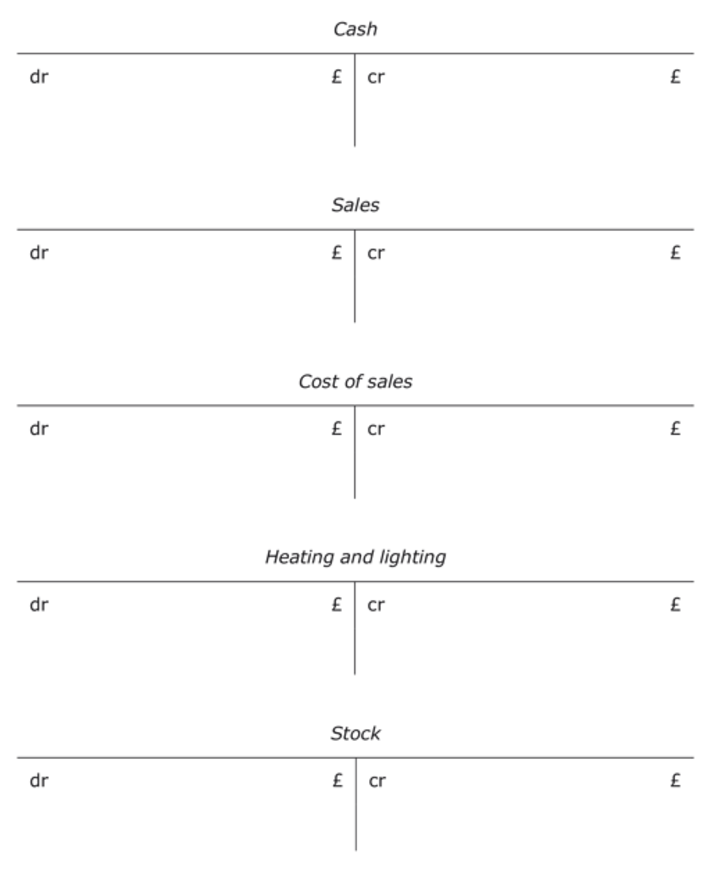 Cash
dr £ cr £
Sales
dr £ cr £
Cost of sales
dr £ cr £
Heating and lighting
dr £ cr £
Stock
dr £ cr £